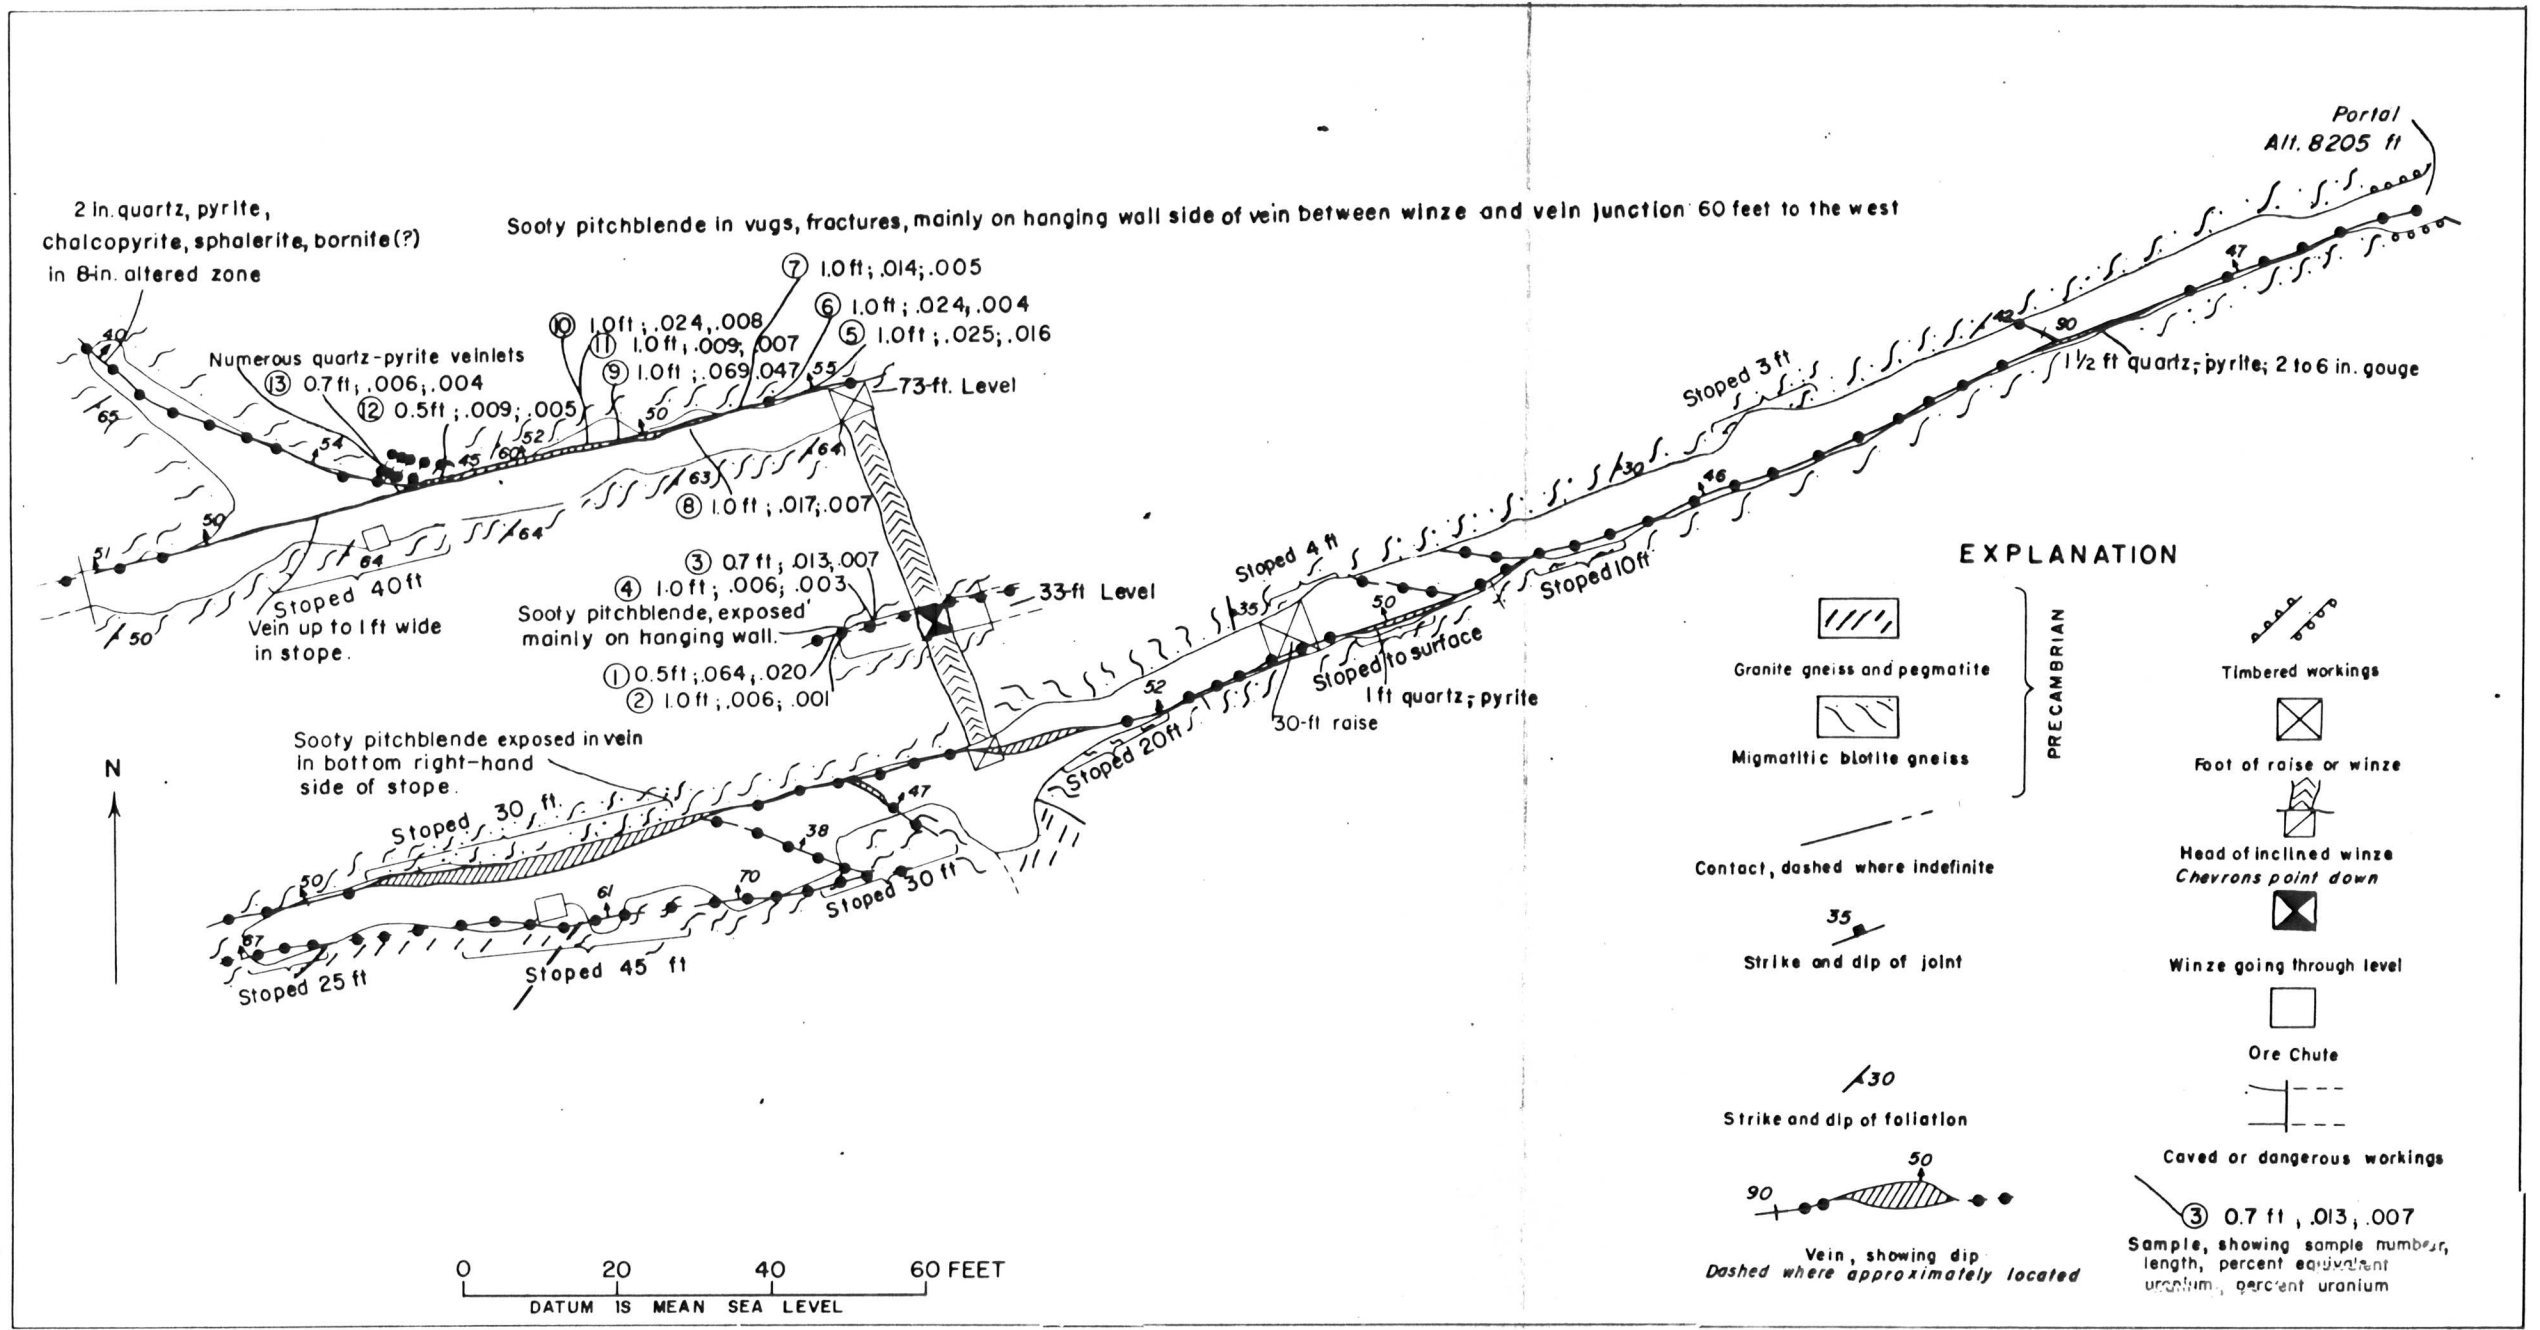 Portal
Alt. 8205 ft
2 in. quartz, pyrite,
chalcopyrite, sphalerite, bornite(?)
in 8-in. altered zone
Sooty pitchblende in vugs, fractures, mainly on hanging wall side of vein between winze and vein junction 60 feet to the west
⑦ 1.0 ft; .014; .005
⑥ 1.0 ft; .024, .004
⑤ 1.0 ft; .025; .016
⑩ 1.0 ft; .024, .008
⑪ 1.0 ft; .009; .007
⑨ 1.0 ft; .069, .047
Numerous quartz-pyrite veinlets
⑬ 0.7 ft; .006; .004
⑫ 0.5 ft; .009; .005
73-ft. Level
40
65
54
45
60
52
50
55
64
63
64
64
50
51
50
⑧ 1.0 ft; .017; .007
Stoped 40 ft
Vein up to 1 ft wide
in stope.
③ 0.7 ft; .013; .007
④ 1.0 ft; .006; .003
Sooty pitchblende, exposed
mainly on hanging wall.
33-ft Level
① 0.5 ft; .064; .020
② 1.0 ft; .006; .001
47
42
90
1 1/2 ft quartz-pyrite; 2 to 6 in. gouge
Stoped 3 ft
30
46
Stoped 4 ft
35
50
Stoped 10 ft
Stoped to surface
1 ft quartz-pyrite
30-ft raise
52
Stoped 20 ft
Sooty pitchblende exposed in vein
in bottom right-hand
side of stope.
Stoped 30 ft.
47
38
50
61
70
67
Stoped 30 ft
Stoped 45 ft
Stoped 25 ft
N
0 20 40 60 FEET
DATUM IS MEAN SEA LEVEL
EXPLANATION
Granite gneiss and pegmatite
Migmatitic biotite gneiss
PRECAMBRIAN
Contact, dashed where indefinite
35
Strike and dip of joint
30
Strike and dip of foliation
90
50
Vein, showing dip
Dashed where approximately located
Timbered workings
Foot of raise or winze
Head of inclined winze
Chevrons point down
Winze going through level
Ore Chute
Caved or dangerous workings
③ 0.7 ft, .013; .007
Sample, showing sample number,
length, percent equivalent
uranium, percent uranium